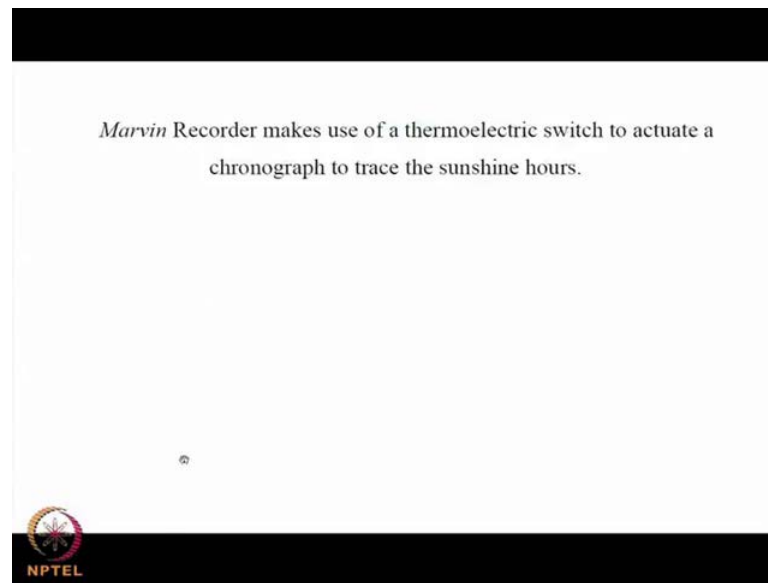 Marvin Recorder makes use of a thermoelectric switch to actuate a
chronograph to trace the sunshine hours.
NPTEL